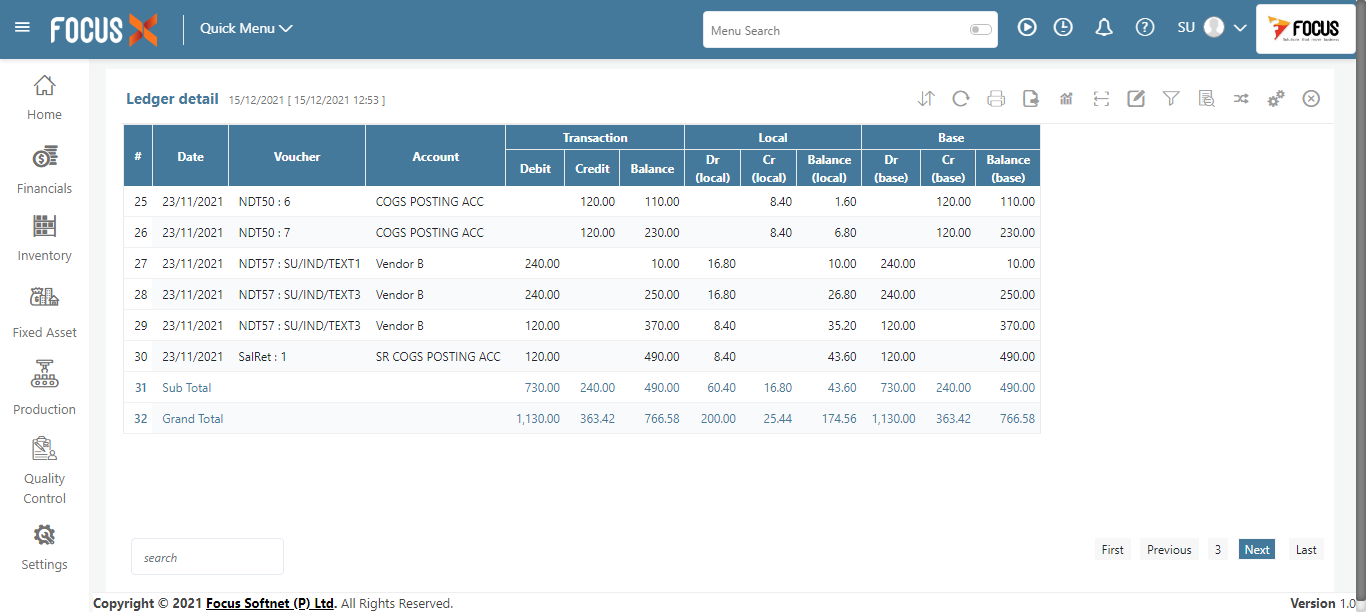 FOCUS X Quick Menu Menu Search SU FOCUS
Home
Financials
Inventory
Fixed Asset
Production
Quality
Control
Settings
Ledger detail 15/12/2021 [ 15/12/2021 12:53 ]
# Date Voucher Account Transaction Local Base
Debit Credit Balance Dr (local) Cr (local) Balance (local) Dr (base) Cr (base) Balance (base)
25 23/11/2021 NDT50 : 6 COGS POSTING ACC 120.00 110.00 8.40 1.60 120.00 110.00
26 23/11/2021 NDT50 : 7 COGS POSTING ACC 120.00 230.00 8.40 6.80 120.00 230.00
27 23/11/2021 NDT57 : SU/IND/TEXT1 Vendor B 240.00 10.00 16.80 10.00 240.00 10.00
28 23/11/2021 NDT57 : SU/IND/TEXT3 Vendor B 240.00 250.00 16.80 26.80 240.00 250.00
29 23/11/2021 NDT57 : SU/IND/TEXT3 Vendor B 120.00 370.00 8.40 35.20 120.00 370.00
30 23/11/2021 SalRet : 1 SR COGS POSTING ACC 120.00 490.00 8.40 43.60 120.00 490.00
31 Sub Total 730.00 240.00 490.00 60.40 16.80 43.60 730.00 240.00 490.00
32 Grand Total 1,130.00 363.42 766.58 200.00 25.44 174.56 1,130.00 363.42 766.58
search First Previous 3 Next Last
Copyright © 2021 Focus Softnet (P) Ltd. All Rights Reserved. Version 1.0